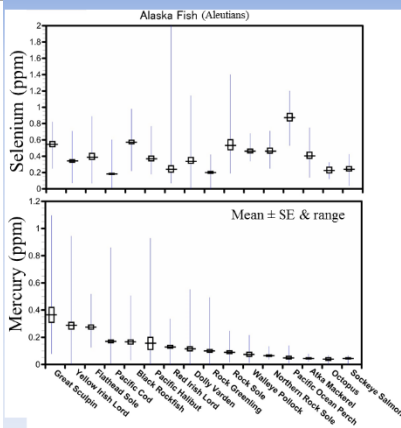 Alaska Fish (Aleutians)
Selenium (ppm)
2
1.8
1.6
1.4
1.2
1
0.8
0.6
0.4
0.2
0
Mercury (ppm)
1.2
1
0.8
0.6
0.4
0.2
0
Mean ± SE & range
Great Sculpin
Yellow Irish Lord
Flathead Sole
Pacific Cod
Black Rockfish
Pacific Halibut
Red Irish Lord
Dolly Varden
Rock Greenling
Rock Sole
Walleye Pollock
Northern Rock Sole
Pacific Ocean Perch
Atka Mackerel
Octopus
Sockeye Salmon